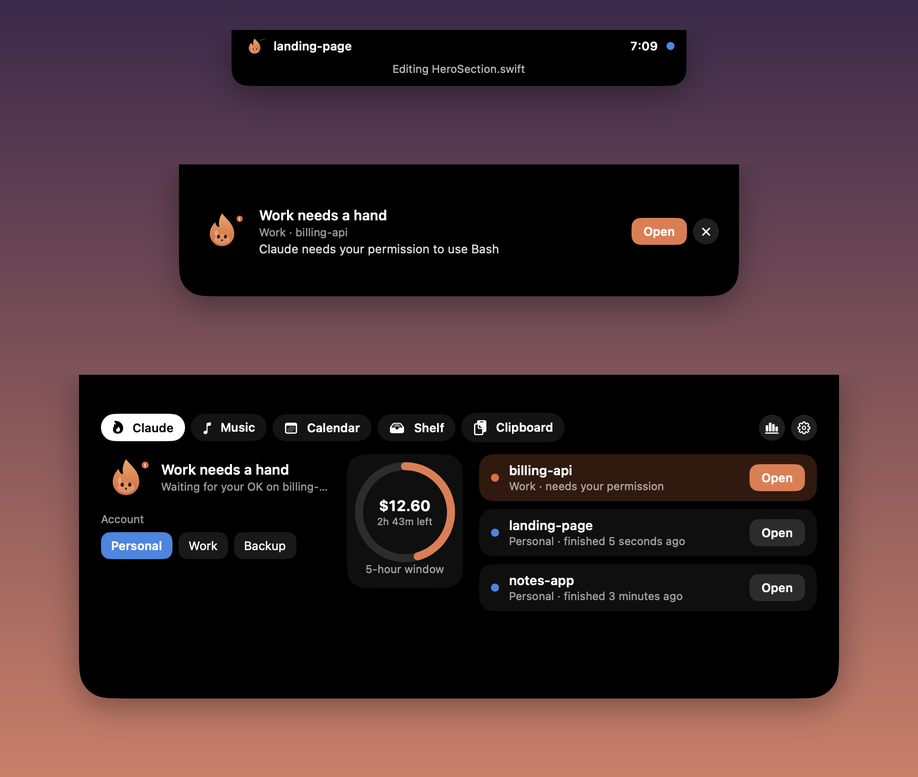 landing-page
7:09
Editing HeroSection.swift
Work needs a hand
Work · billing-api
Claude needs your permission to use Bash
Open
Claude
Music
Calendar
Shelf
Clipboard
Work needs a hand
Waiting for your OK on billing-...
Account
Personal
Work
Backup
$12.60
2h 43m left
5-hour window
billing-api
Work · needs your permission
Open
landing-page
Personal · finished 5 seconds ago
Open
notes-app
Personal · finished 3 minutes ago
Open